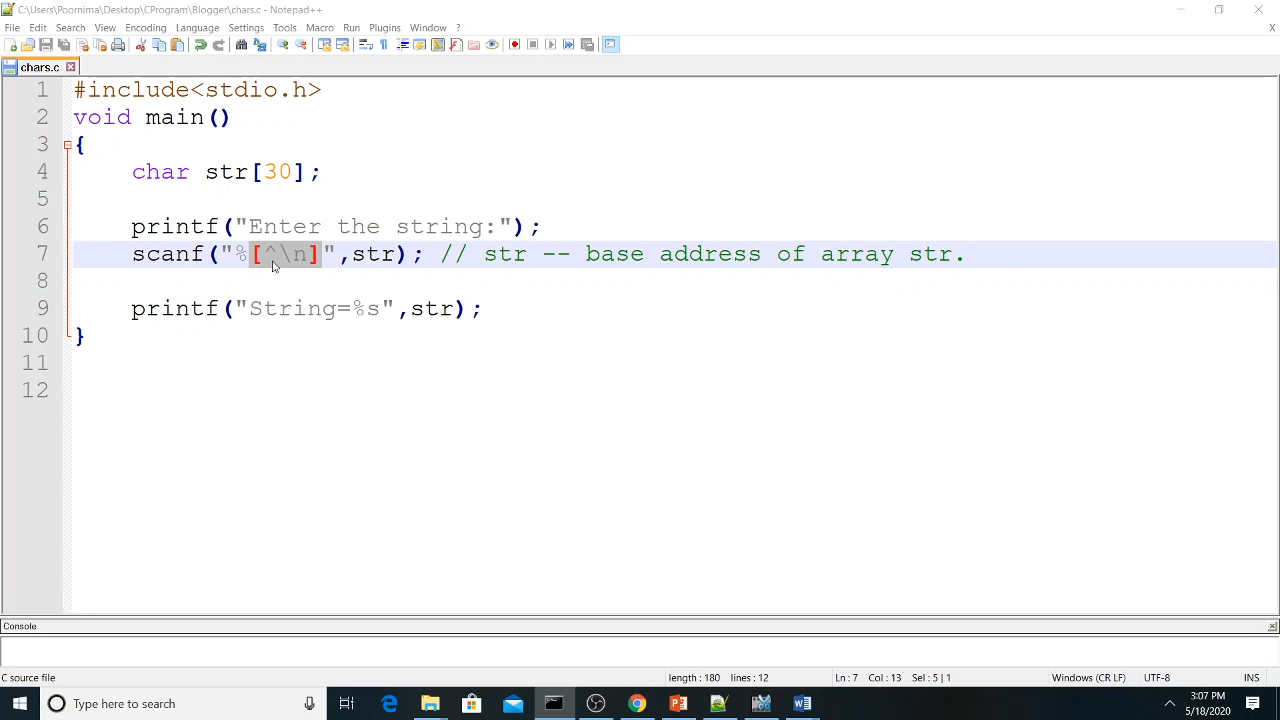 C:\Users\Poornima\Desktop\CProgram\Blogger\chars.c - Notepad++
File Edit Search View Encoding Language Settings Tools Macro Run Plugins Window ? X
chars.c
1 #include<stdio.h>
2 void main()
3 {
4 char str[30];
5
6 printf("Enter the string:");
7 scanf("%[^\n]",str); // str -- base address of array str.
8
9 printf("String=%s",str);
10 }
11
12
Console
C source file length : 180 lines : 12 Ln : 7 Col : 13 Sel : 5 | 1 Windows (CR LF) UTF-8 INS
Type here to search
3:07 PM
5/18/2020